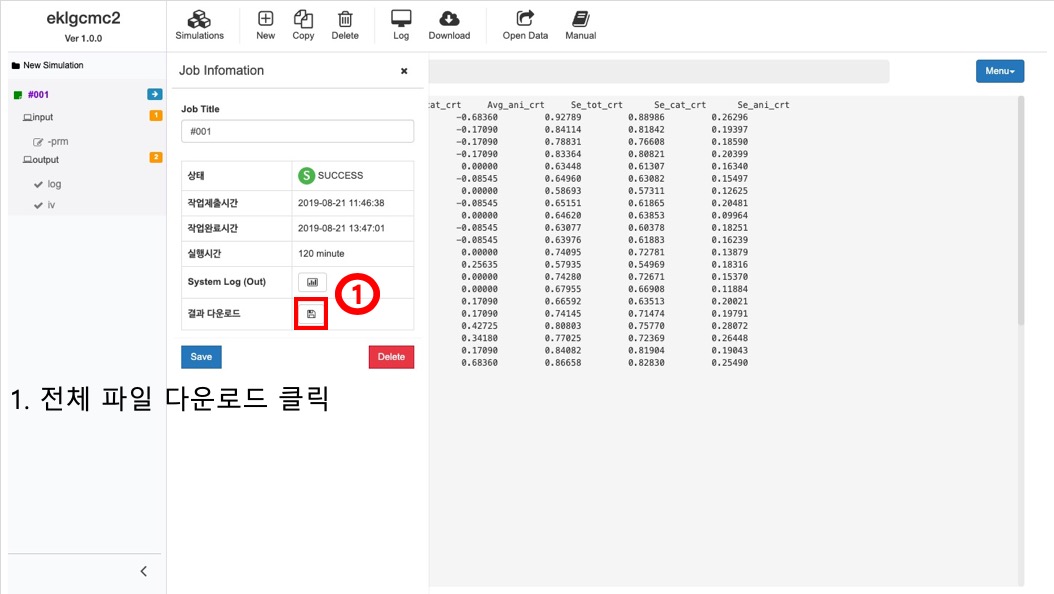 eklgcmc2
Ver 1.0.0
Simulations New Copy Delete Log Download Open Data Manual
New Simulation
#001
1
input
-prm
output
2
log
iv
Job Infomation
Job Title
#001
상태 S SUCCESS
작업제출시간 2019-08-21 11:46:38
작업완료시간 2019-08-21 13:47:01
실행시간 120 minute
System Log (Out)
결과 다운로드
1
Save Delete
1. 전체 파일 다운로드 클릭
Menu
cat_crt Avg_ani_crt Se_tot_crt Se_cat_crt Se_ani_crt
-0.68360 0.92789 0.88986 0.26296
-0.17090 0.84114 0.81842 0.19397
-0.17090 0.78831 0.76608 0.18590
-0.17090 0.83364 0.80821 0.20399
0.00000 0.63448 0.61307 0.16340
-0.08545 0.64960 0.63082 0.15497
0.00000 0.58693 0.57311 0.12625
-0.08545 0.65151 0.61865 0.20481
0.00000 0.64620 0.63853 0.09964
-0.08545 0.63077 0.60378 0.18251
-0.08545 0.63976 0.61883 0.16239
0.00000 0.74095 0.72781 0.13879
0.25635 0.57935 0.54969 0.18316
0.00000 0.74280 0.72671 0.15370
0.00000 0.67955 0.66908 0.11884
0.17090 0.66592 0.63513 0.20021
0.17090 0.74145 0.71474 0.19791
0.42725 0.80803 0.75770 0.28072
0.34180 0.77025 0.72369 0.26448
0.17090 0.84082 0.81904 0.19043
0.68360 0.86658 0.82830 0.25490